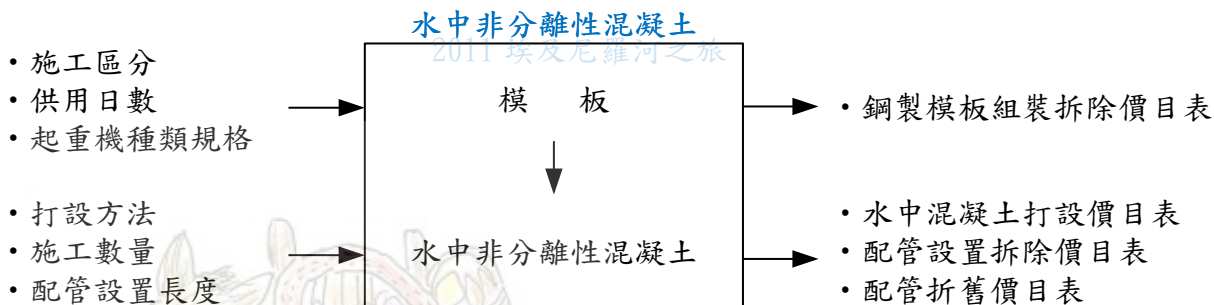 水中非分離性混凝土
2011 埃及尼羅河之旅
・施工區分
・供用日數
・起重機種類規格
模 板
・鋼製模板組裝拆除價目表
・打設方法
・施工數量
・配管設置長度
水中非分離性混凝土
・水中混凝土打設價目表
・配管設置拆除價目表
・配管折舊價目表